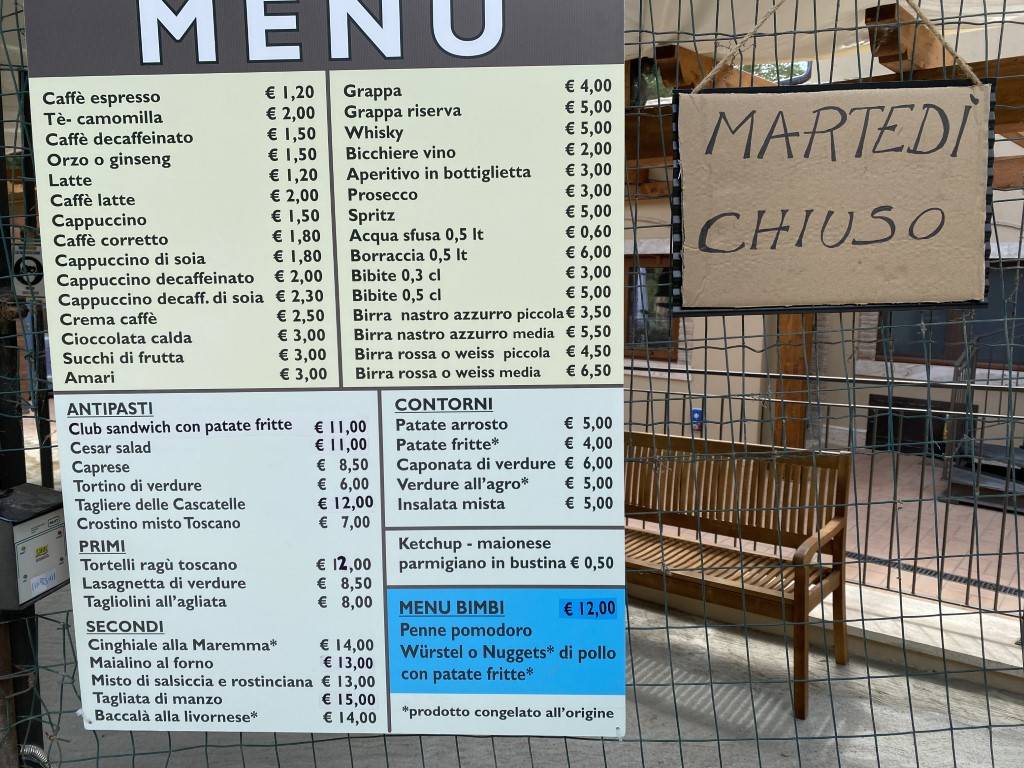 MENU
Caffè espresso € 1,20
Tè- camomilla € 2,00
Caffè decaffeinato € 1,50
Orzo o ginseng € 1,50
Latte € 1,20
Caffè latte € 2,00
Cappuccino € 1,50
Caffè corretto € 1,80
Cappuccino di soia € 1,80
Cappuccino decaffeinato € 2,00
Cappuccino decaff. di soia € 2,30
Crema caffè € 2,50
Cioccolata calda € 3,00
Succhi di frutta € 3,00
Amari € 3,00
Grappa € 4,00
Grappa riserva € 5,00
Whisky € 5,00
Bicchiere vino € 2,00
Aperitivo in bottiglietta € 3,00
Prosecco € 3,00
Spritz € 5,00
Acqua sfusa 0,5 lt € 0,60
Borraccia 0,5 lt € 6,00
Bibite 0,3 cl € 3,00
Bibite 0,5 cl € 5,00
Birra nastro azzurro piccola € 3,50
Birra nastro azzurro media € 5,50
Birra rossa o weiss piccola € 4,50
Birra rossa o weiss media € 6,50
ANTIPASTI
Club sandwich con patate fritte € 11,00
Cesar salad € 11,00
Caprese € 8,50
Tortino di verdure € 6,00
Tagliere delle Cascatelle € 12,00
Crostino misto Toscano € 7,00
PRIMI
Tortelli ragù toscano € 12,00
Lasagnetta di verdure € 8,50
Tagliolini all'agliata € 8,00
SECONDI
Cinghiale alla Maremma* € 14,00
Maialino al forno € 13,00
Misto di salsiccia e rostinciana € 13,00
Tagliata di manzo € 15,00
Baccalà alla livornese* € 14,00
CONTORNI
Patate arrosto € 5,00
Patate fritte* € 4,00
Caponata di verdure € 6,00
Verdure all'agro* € 5,00
Insalata mista € 5,00
Ketchup - maionese
parmigiano in bustina € 0,50
MENU BIMBI € 12,00
Penne pomodoro
Würstel o Nuggets* di pollo
con patate fritte*
*prodotto congelato all'origine
MARTEDÌ
CHIUSO